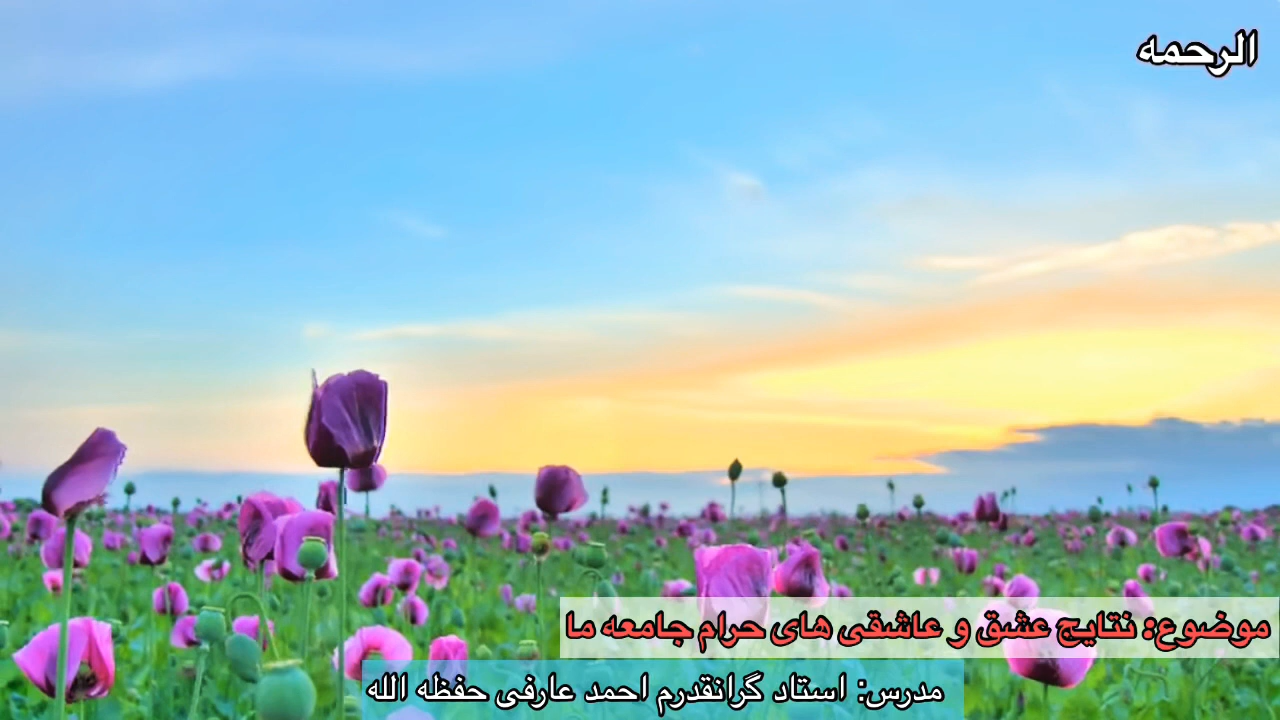 الرحمه
موضوع: نتایج عشق و عاشقی های حرام جامعه ما
مدرس: استاد گرانقدرم احمد عارفی حفظه الله